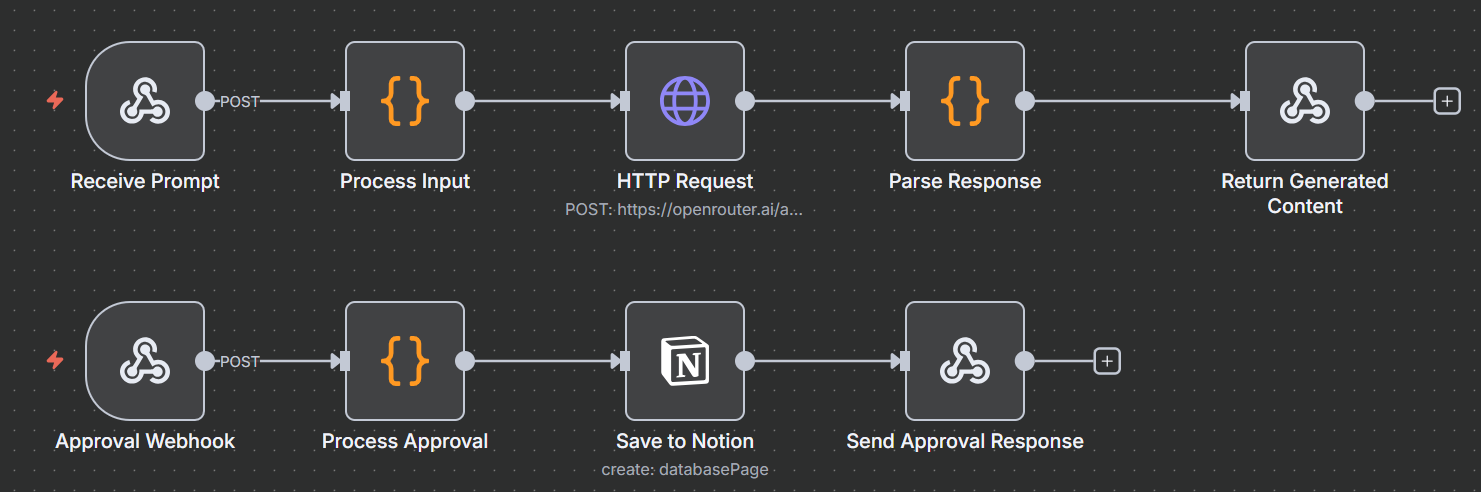 POST
Receive Prompt
Process Input
HTTP Request
Parse Response
Return Generated
Content
POST: https://openrouter.ai/a...
POST
N
Approval Webhook
Process Approval
Save to Notion
Send Approval Response
create: databasePage